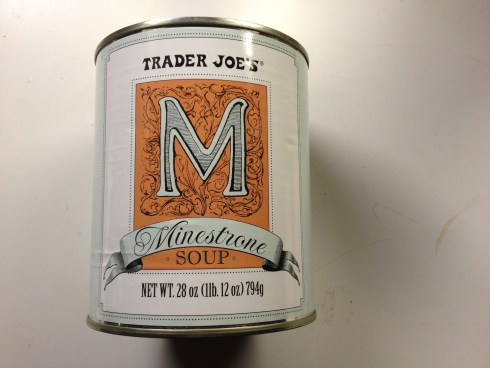 TRADER JOE'S®
M
Minestrone
SOUP
NET WT. 28 oz (1lb. 12 oz) 794g